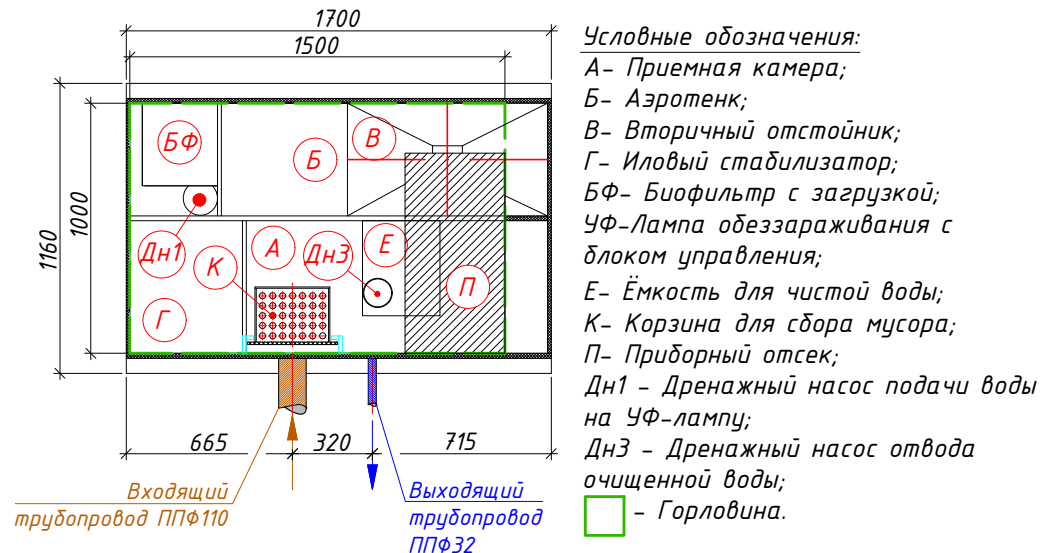 1700
1500
1160
1000
БФ
Б
В
Дн1
К
А
Дн3
Е
П
Г
665
320
715
Входящий
трубопровод ППФ110
Выходящий
трубопровод
ППФ32
Условные обозначения:
А- Приемная камера;
Б- Аэротенк;
В- Вторичный отстойник;
Г- Иловый стабилизатор;
БФ- Биофильтр с загрузкой;
УФ-Лампа обеззараживания с
блоком управления;
Е- Ёмкость для чистой воды;
К- Корзина для сбора мусора;
П- Приборный отсек;
Дн1 - Дренажный насос подачи воды
на УФ-лампу;
Дн3 - Дренажный насос отвода
очищенной воды;
- Горловина.